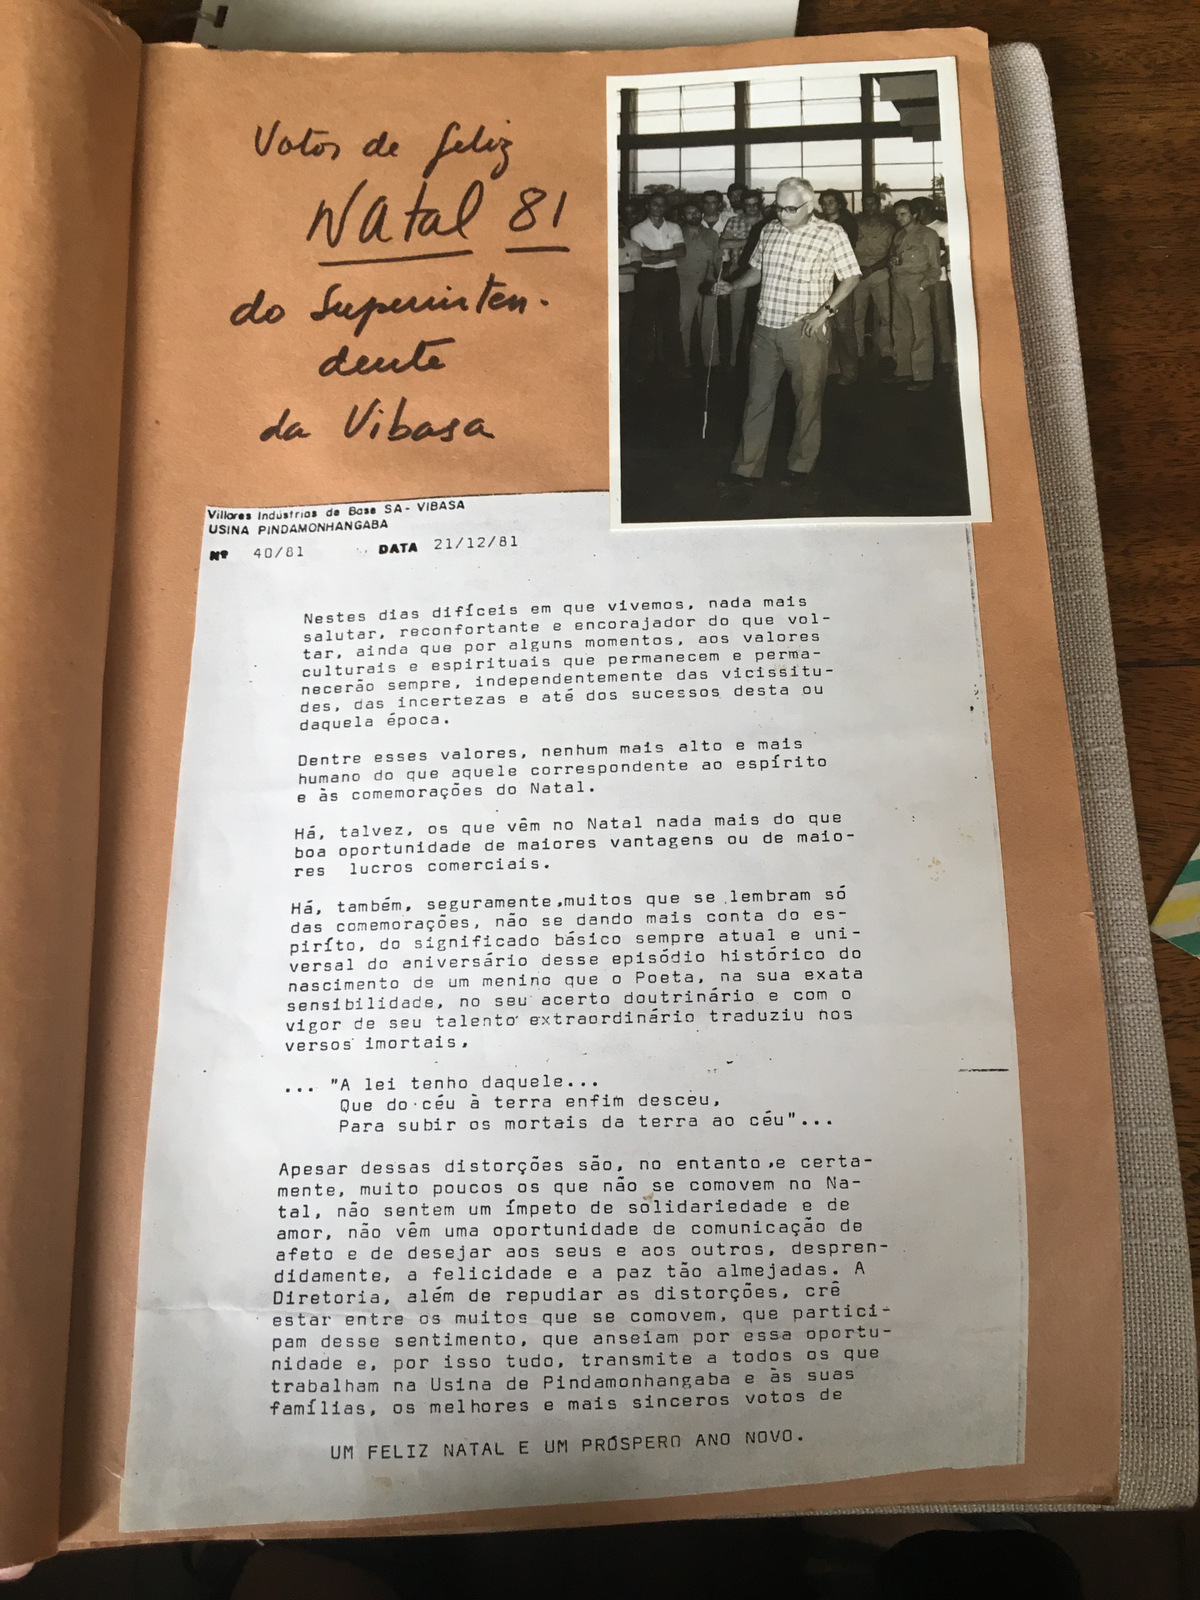 Votos de feliz
Natal 81
do Superinten-
dente
da Vibasa
Villares Indústrias de Base SA - VIBASA
USINA PINDAMONHANGABA
Nº 40/81 DATA 21/12/81
Nestes dias difíceis em que vivemos, nada mais
salutar, reconfortante e encorajador do que vol-
tar, ainda que por alguns momentos, aos valores
culturais e espirituais que permanecem e perma-
necerão sempre, independentemente das vicissitu-
des, das incertezas e até dos sucessos desta ou
daquela época.
Dentre esses valores, nenhum mais alto e mais
humano do que aquele correspondente ao espírito
e às comemorações do Natal.
Há, talvez, os que vêm no Natal nada mais do que
boa oportunidade de maiores vantagens ou de maio-
res lucros comerciais.
Há, também, seguramente,muitos que se lembram só
das comemorações, não se dando mais conta do es-
piríto, do significado básico sempre atual e uni-
versal do aniversário desse episódio histórico do
nascimento de um menino que o Poeta, na sua exata
sensibilidade, no seu acerto doutrinário e com o
vigor de seu talento extraordinário traduziu nos
versos imortais,
... "A lei tenho daquele...
Que do céu à terra enfim desceu,
Para subir os mortais da terra ao céu"...
Apesar dessas distorções são, no entanto,e certa-
mente, muito poucos os que não se comovem no Na-
tal, não sentem um ímpeto de solidariedade e de
amor, não vêm uma oportunidade de comunicação de
afeto e de desejar aos seus e aos outros, despren-
didamente, a felicidade e a paz tão almejadas. A
Diretoria, além de repudiar as distorções, crê
estar entre os muitos que se comovem, que partici-
pam desse sentimento, que anseiam por essa oportu-
nidade e, por isso tudo, transmite a todos os que
trabalham na Usina de Pindamonhangaba e às suas
famílias, os melhores e mais sinceros votos de
UM FELIZ NATAL E UM PRÓSPERO ANO NOVO.